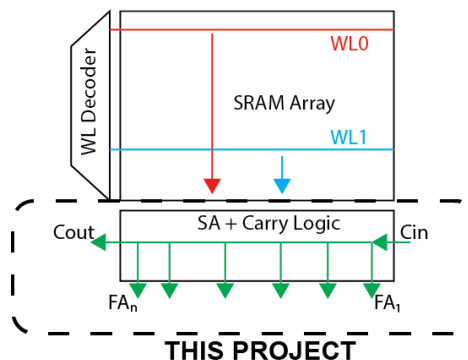 WL Decoder
WL0
SRAM Array
WL1
SA + Carry Logic
Cout
Cin
FAn
FA1
THIS PROJECT